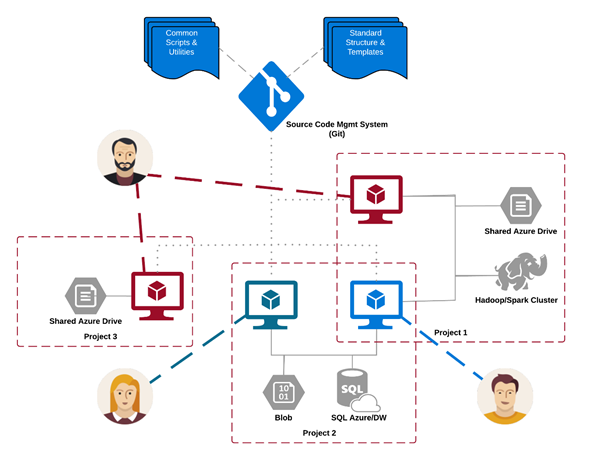 Common
Scripts &
Utilities
Standard
Structure &
Templates
Source Code Mgmt System
(Git)
Shared Azure Drive
Hadoop/Spark Cluster
Shared Azure Drive
Project 3
Project 1
10
01
SQL
Blob
SQL Azure/DW
Project 2